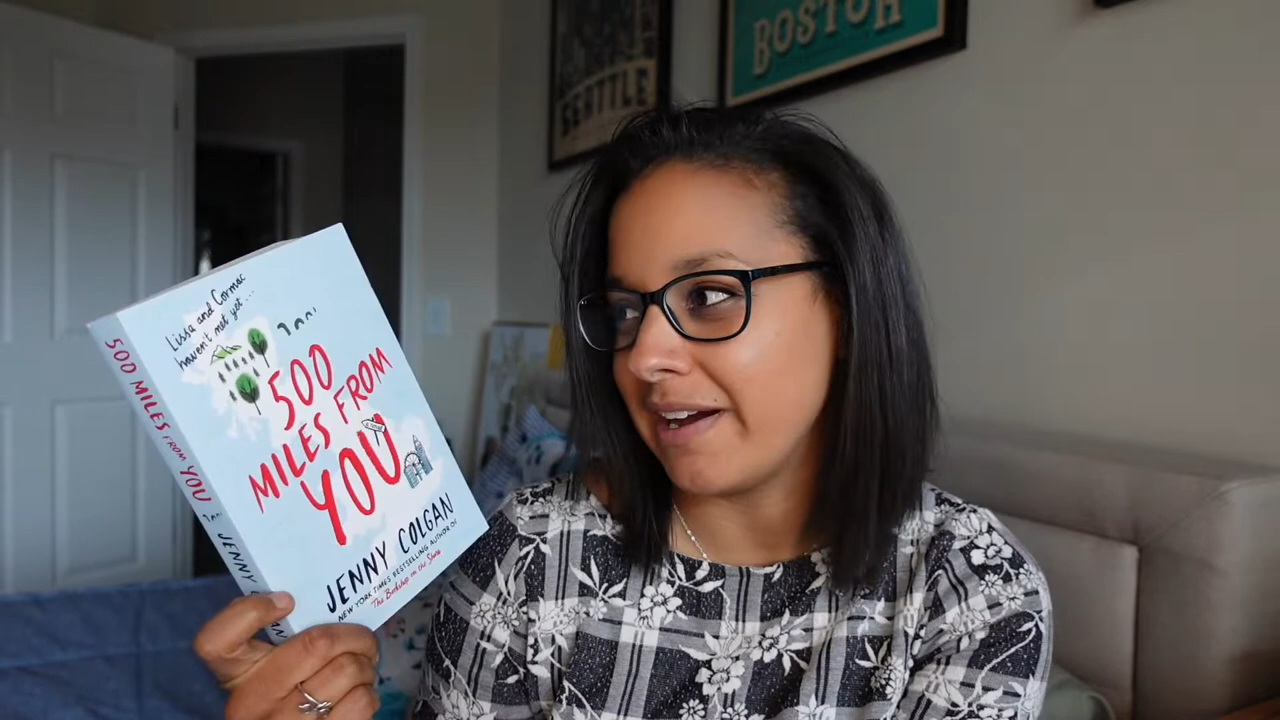 SEATTLE
BOSTON
Lissa and Cormac
haven't met yet ...
500
MILES FROM
YOU
a novel
JENNY COLGAN
NEW YORK TIMES BESTSELLING AUTHOR OF
The Bookshop on the Shore
500 MILES FROM YOU
JENNY